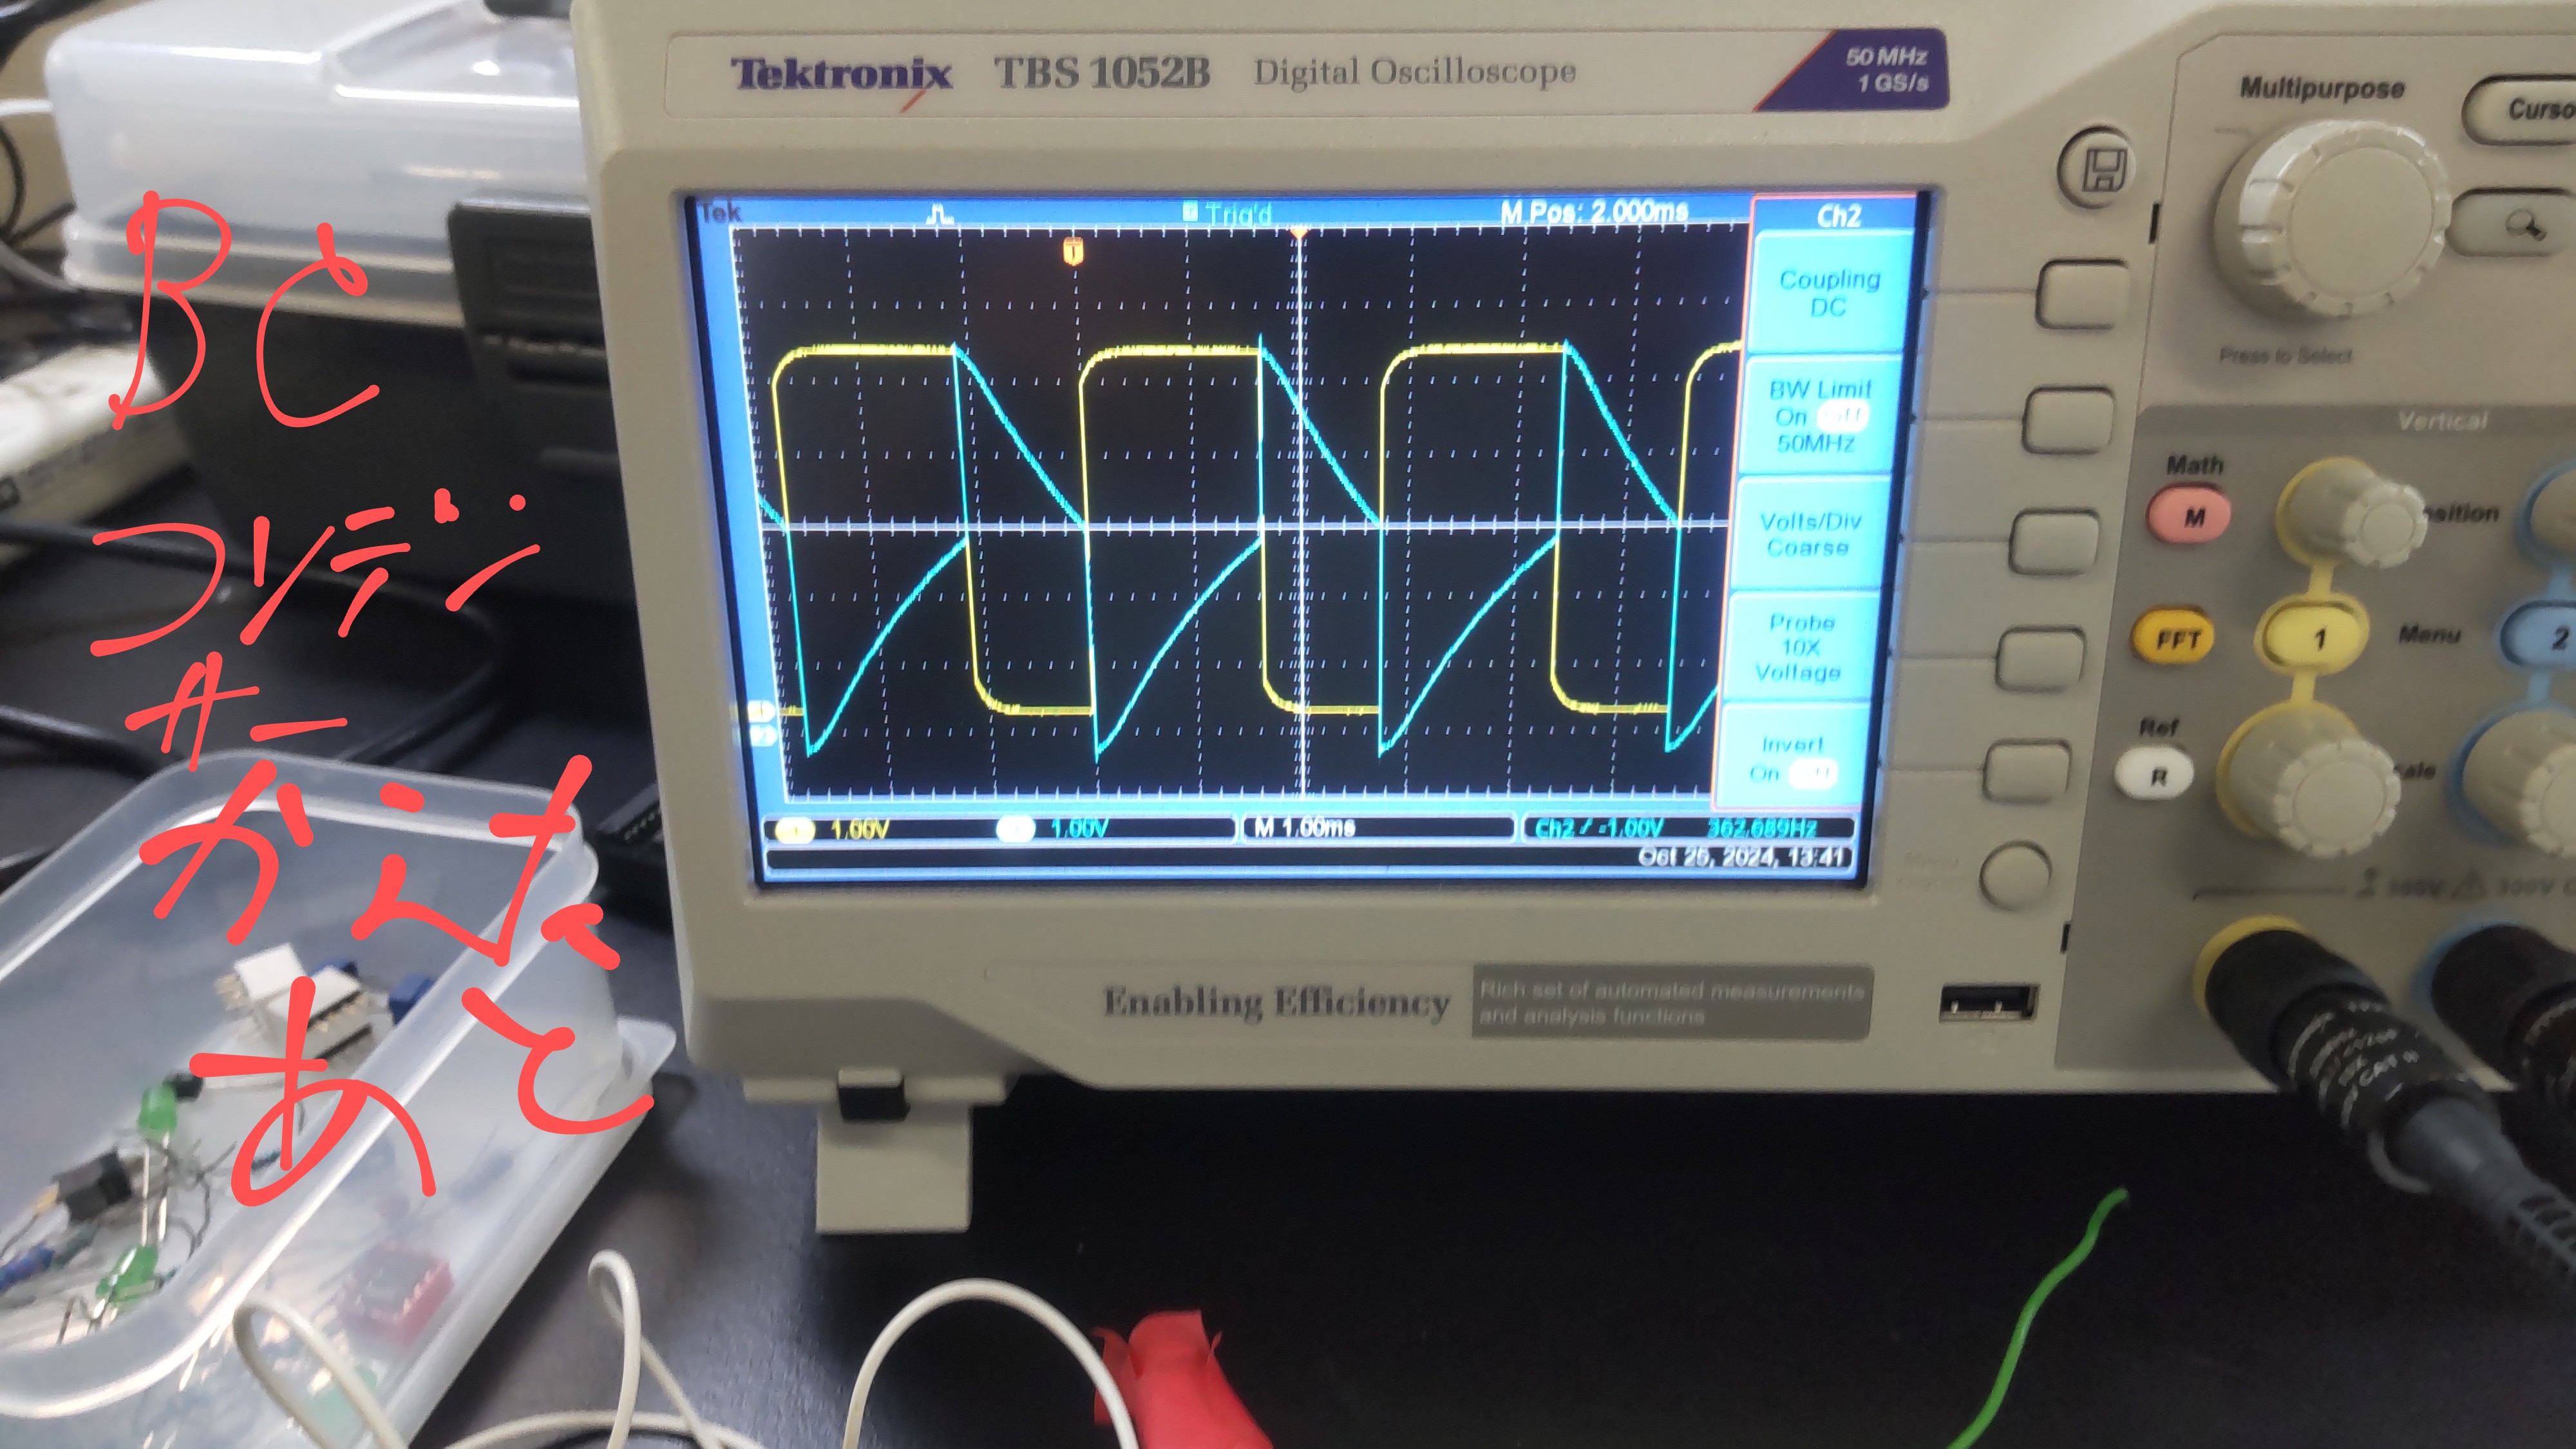 BC
コンデン
サー
かえた
あと
Tektronix TBS 1052B Digital Oscilloscope
50 MHz
1 GS/s
Multipurpose
Press to Select
Tek Trig'd M Pos: 2.000ms
Ch2
Coupling
DC
BW Limit
On Off
50MHz
Volts/Div
Coarse
Probe
10X
Voltage
Invert
On Off
1.00V 1.00V M 1.00ms Ch2 / -1.00V 362.689Hz
Oct 25, 2024, 13:41
Vertical
Math
M
FFT
1
Menu
2
Ref
R
Enabling Efficiency
Rich set of automated measurements
and analysis functions